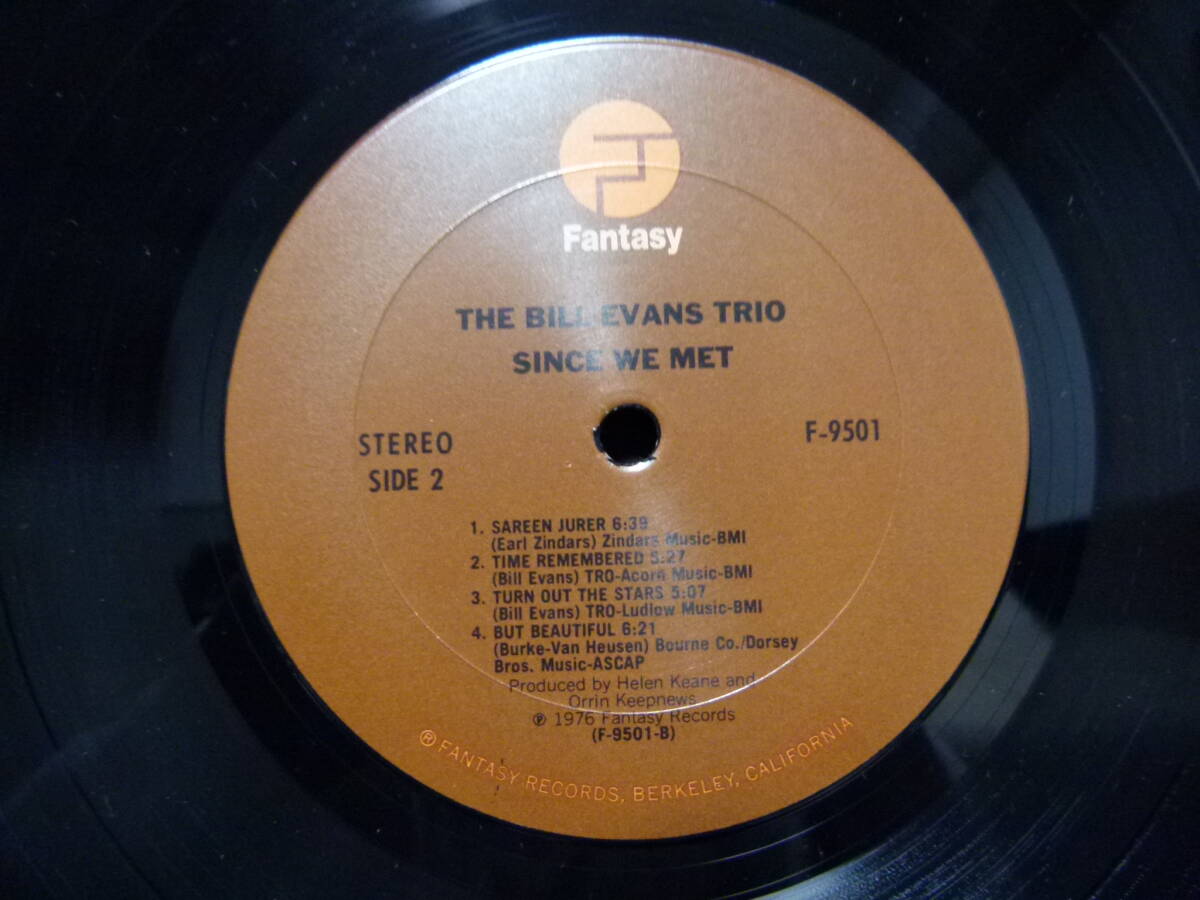 Fantasy
THE BILL EVANS TRIO
SINCE WE MET
STEREO
SIDE 2
F-9501
1. SAREEN JURER 6:39
(Earl Zindars) Zindars Music-BMI
2. TIME REMEMBERED 5:27
(Bill Evans) TRO-Acorn Music-BMI
3. TURN OUT THE STARS 5:07
(Bill Evans) TRO-Ludlow Music-BMI
4. BUT BEAUTIFUL 6:21
(Burke-Van Heusen) Bourne Co./Dorsey
Bros. Music-ASCAP
Produced by Helen Keane and
Orrin Keepnews
℗ 1976 Fantasy Records
(F-9501-B)
® FANTASY RECORDS, BERKELEY, CALIFORNIA